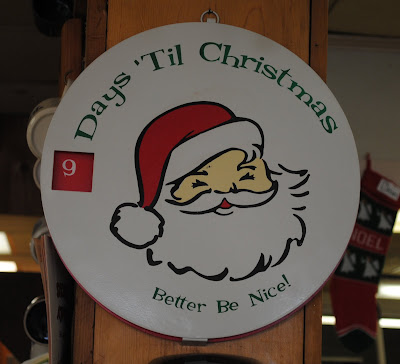 9
Days 'Til Christmas
Better Be Nice!
NOEL